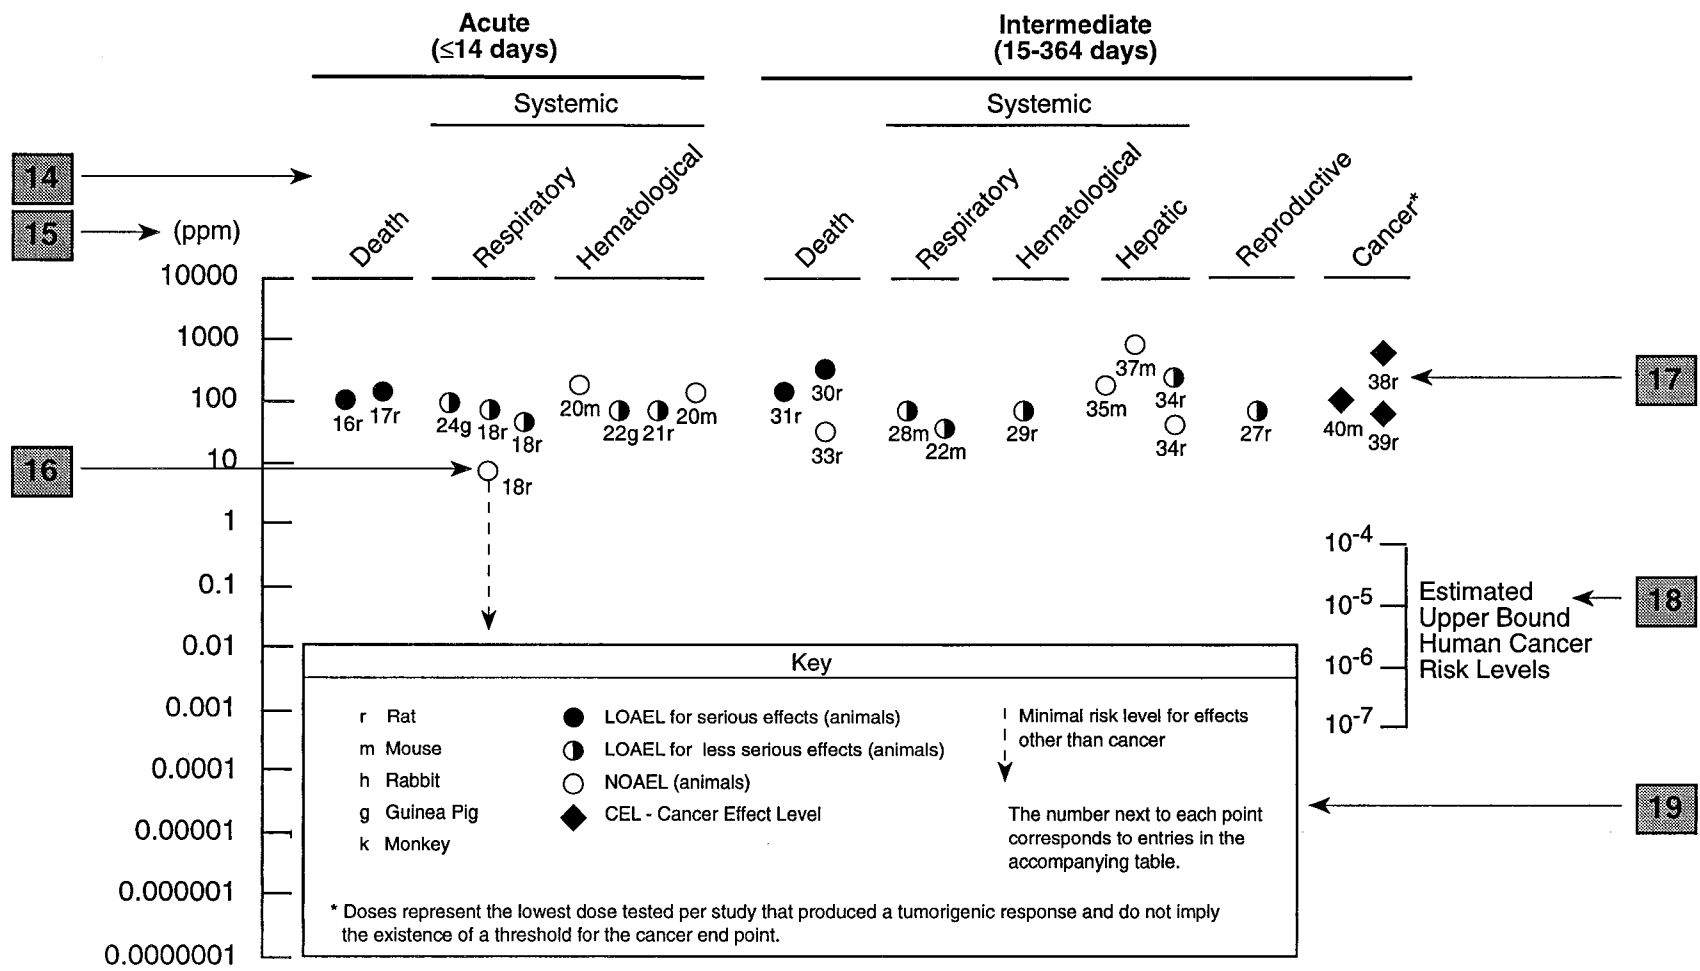 Acute
(≤14 days)
Intermediate
(15-364 days)
Systemic
Systemic
14
15
(ppm)
Death
Respiratory
Hematological
Death
Respiratory
Hematological
Hepatic
Reproductive
Cancer*
10000
1000
100
10
1
0.1
0.01
0.001
0.0001
0.00001
0.000001
0.0000001
16r
17r
24g
18r
18r
18r
20m
22g
21r
20m
31r
30r
33r
28m
22m
29r
35m
37m
34r
34r
27r
40m
38r
39r
16
17
18
19
10-4
10-5
10-6
10-7
Estimated
Upper Bound
Human Cancer
Risk Levels
Key
r Rat
m Mouse
h Rabbit
g Guinea Pig
k Monkey
LOAEL for serious effects (animals)
LOAEL for less serious effects (animals)
NOAEL (animals)
CEL - Cancer Effect Level
Minimal risk level for effects
other than cancer
The number next to each point
corresponds to entries in the
accompanying table.
* Doses represent the lowest dose tested per study that produced a tumorigenic response and do not imply
the existence of a threshold for the cancer end point.